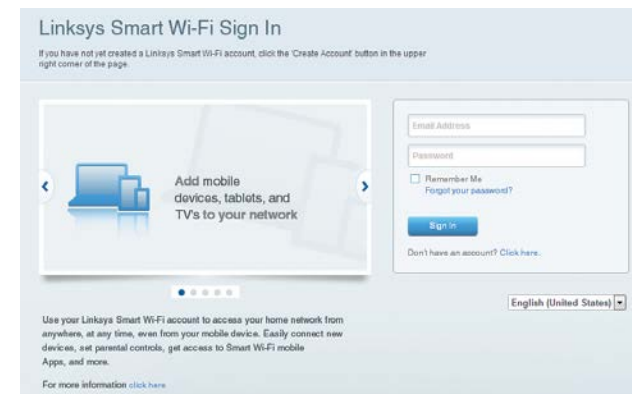 Linksys Smart Wi-Fi Sign In
If you have not yet created a Linksys Smart Wi-Fi account, click the 'Create Account' button in the upper
right corner of the page.
Add mobile
devices, tablets, and
TV's to your network
Email Address
Password
Remember Me
Forgot your password?
Sign In
Don't have an account? Click here.
English (United States)
Use your Linksys Smart Wi-Fi account to access your home network from
anywhere, at any time, even from your mobile device. Easily connect new
devices, set parental controls, get access to Smart Wi-Fi mobile
Apps, and more.
For more information click here